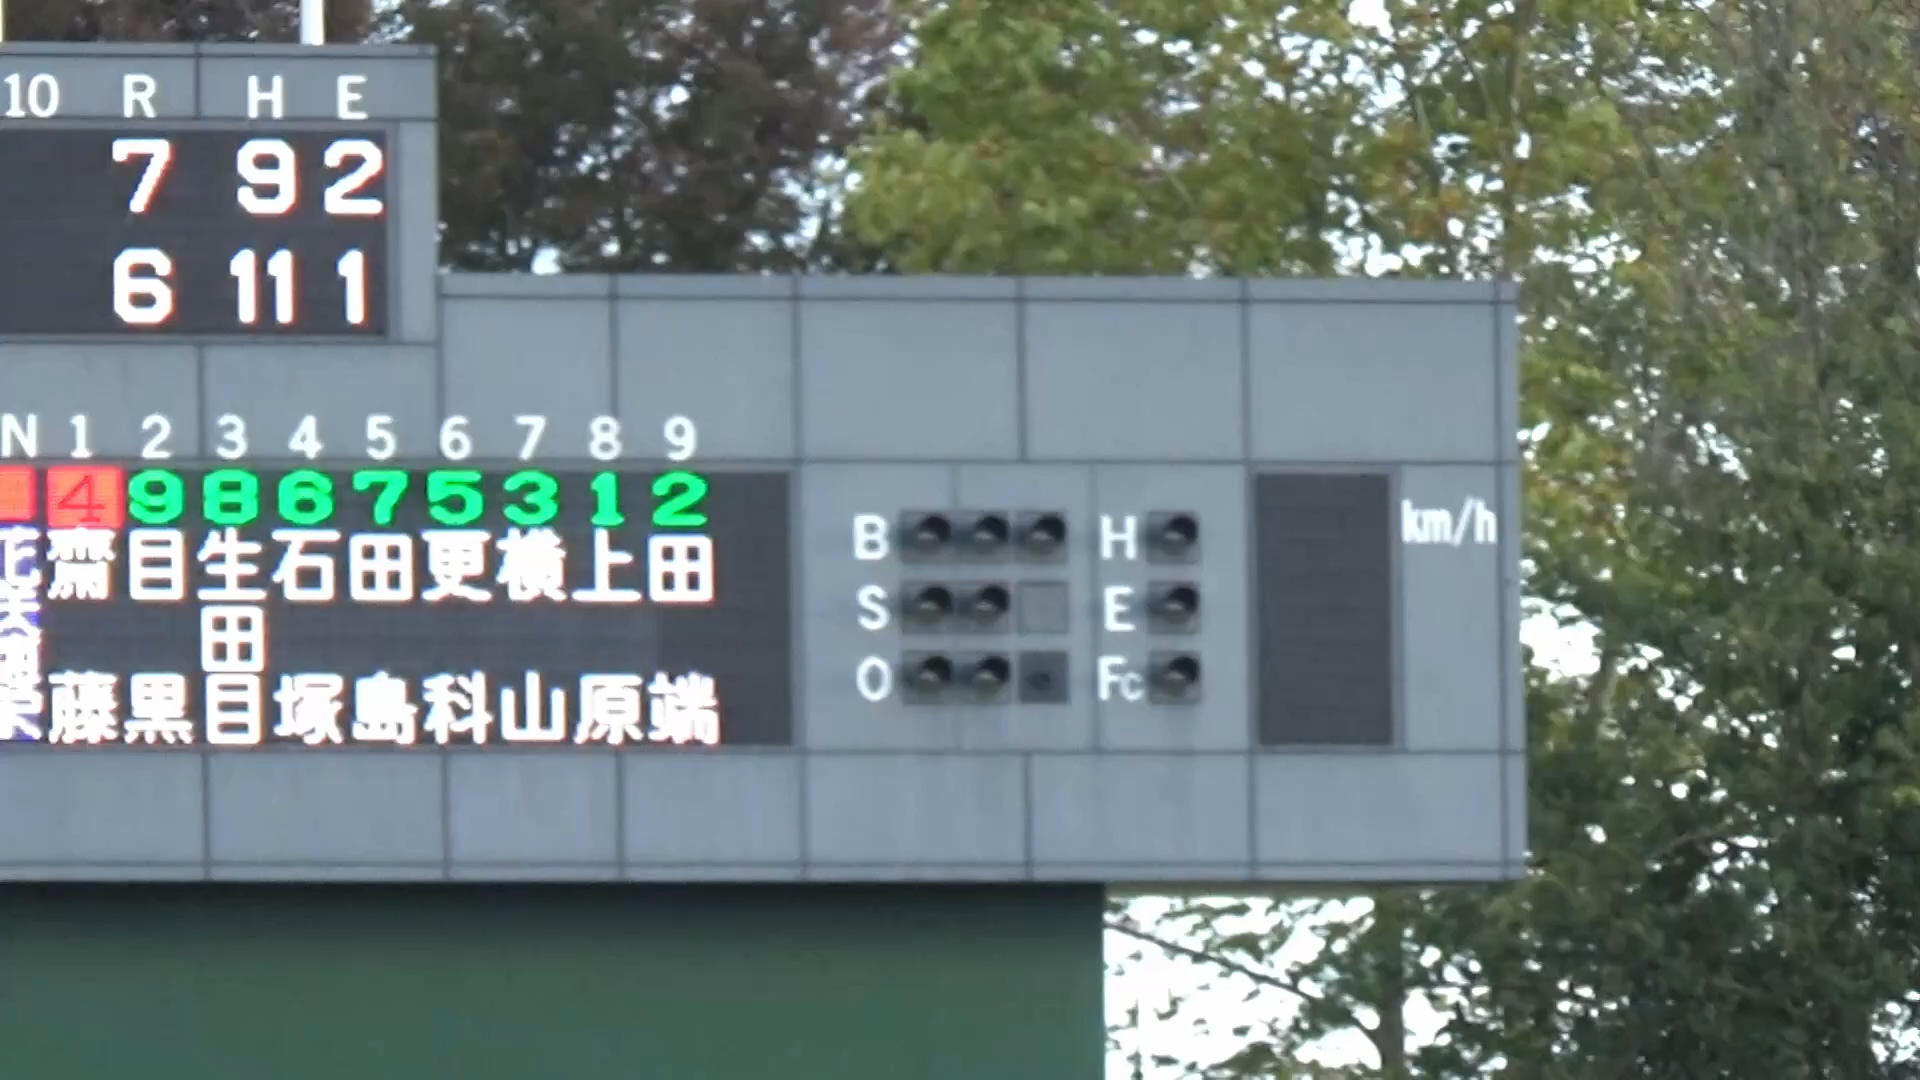 10 R H E
7 9 2
6 11 1
N 1 2 3 4 5 6 7 8 9
4 9 8 6 7 5 3 1 2
齋藤 目黒 生田目 石塚 田島 更科 横山 上原 田端
B H
S E
O Fc
km/h